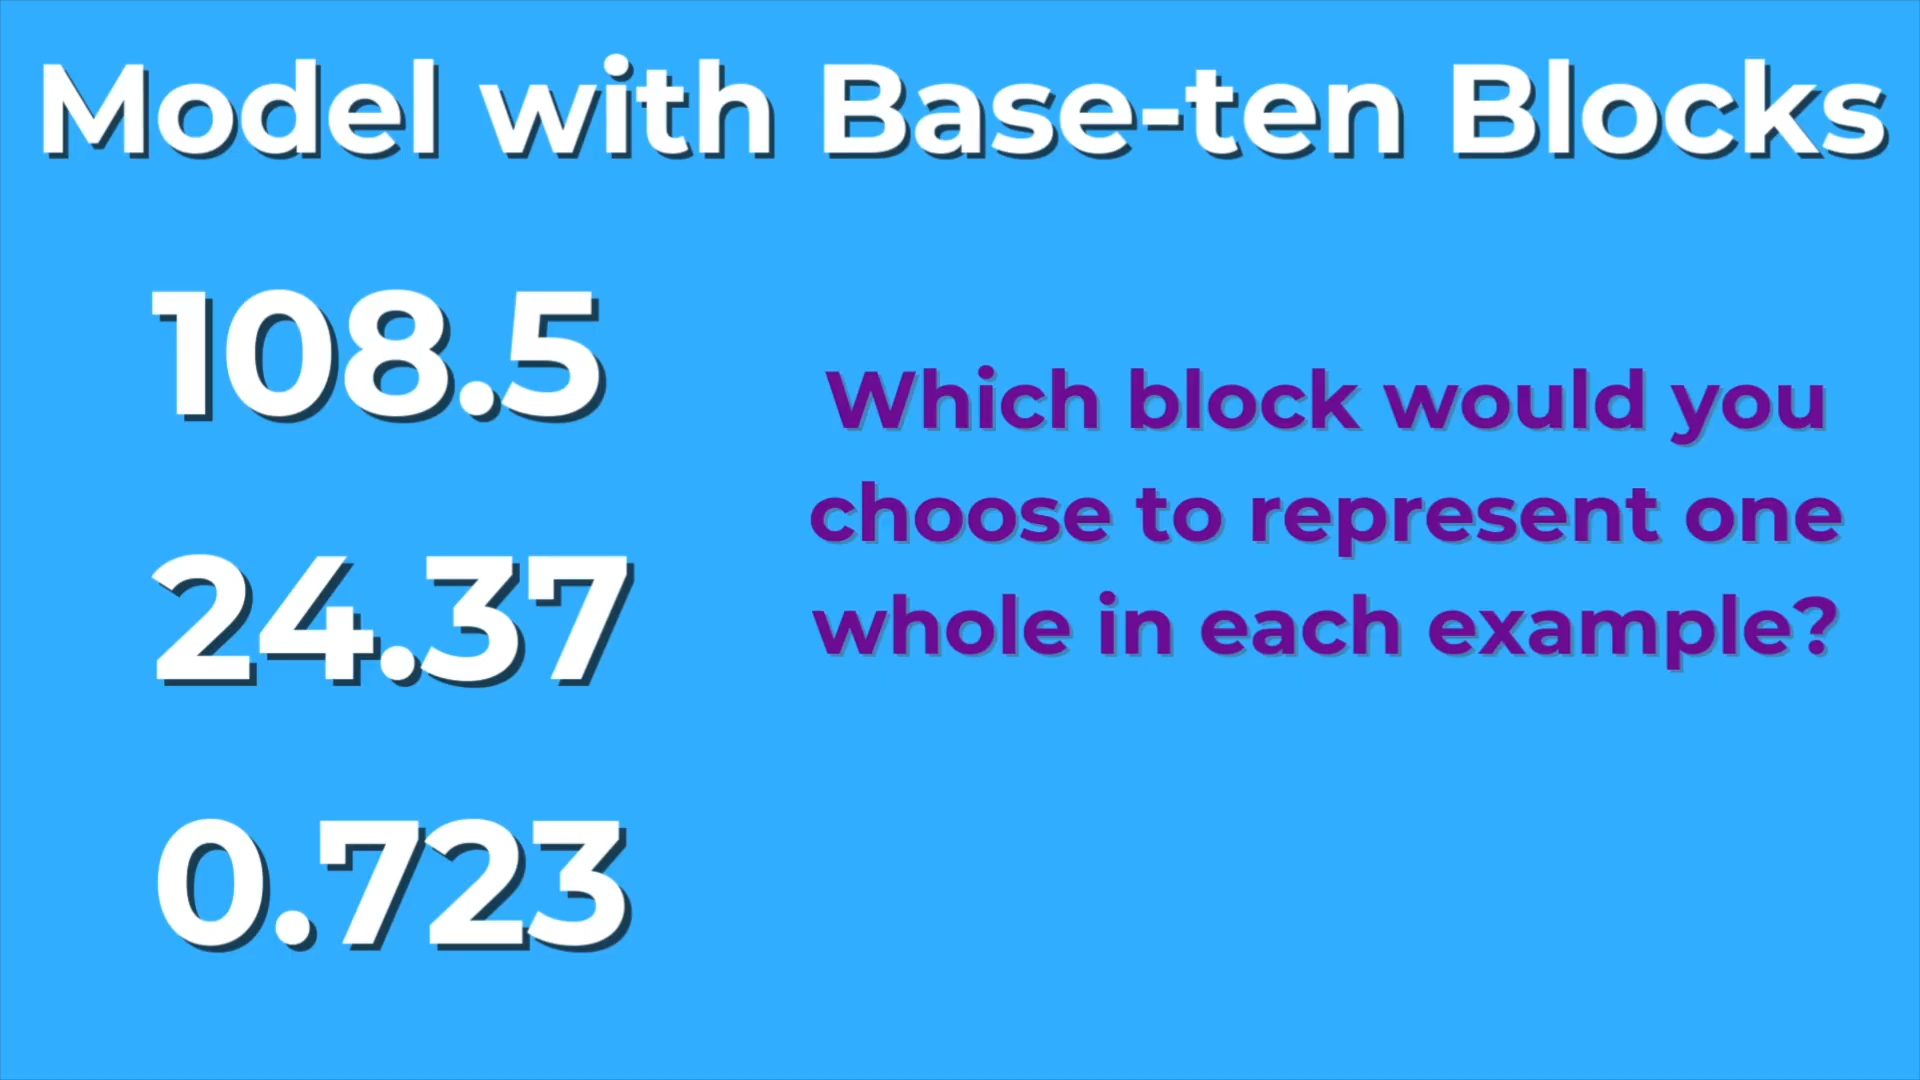 Model with Base-ten Blocks
108.5
24.37
0.723
Which block would you
choose to represent one
whole in each example?